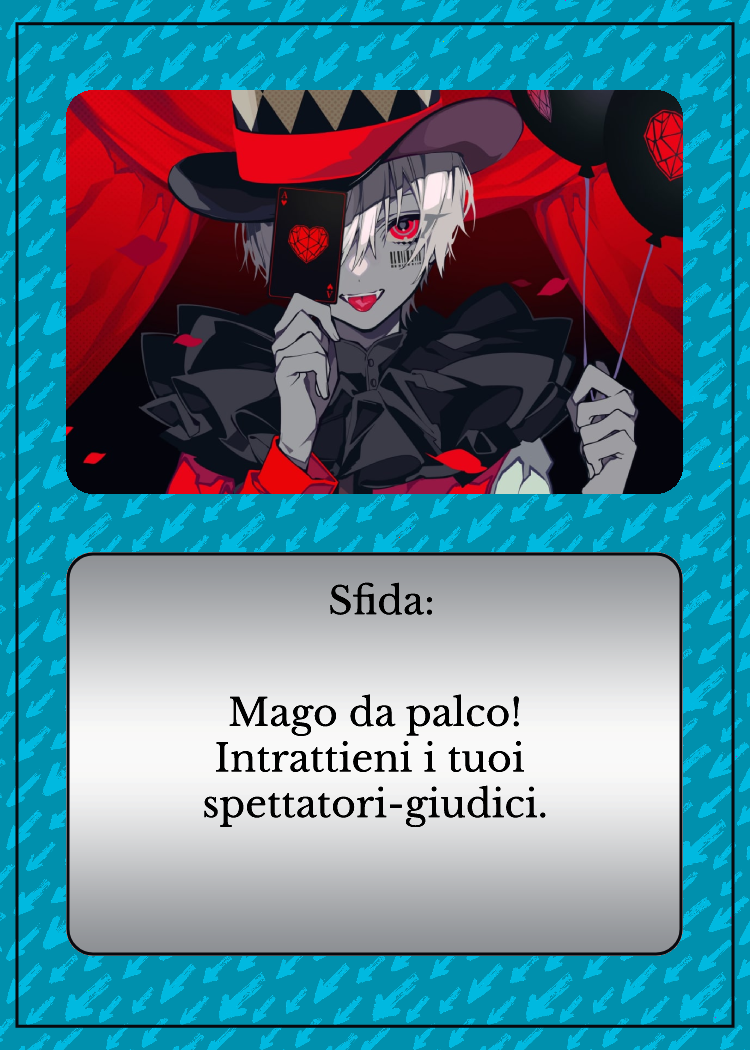 A
A
Sfida:
Mago da palco!
Intrattieni i tuoi
spettatori-giudici.